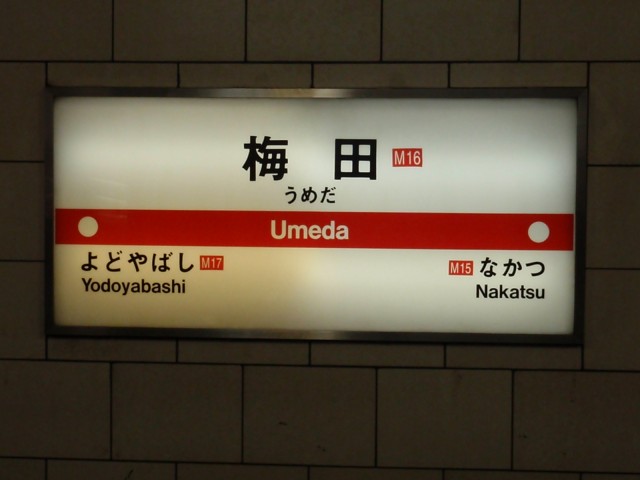 梅 田 M16
うめだ
Umeda
よどやばし M17
Yodoyabashi
M15 なかつ
Nakatsu